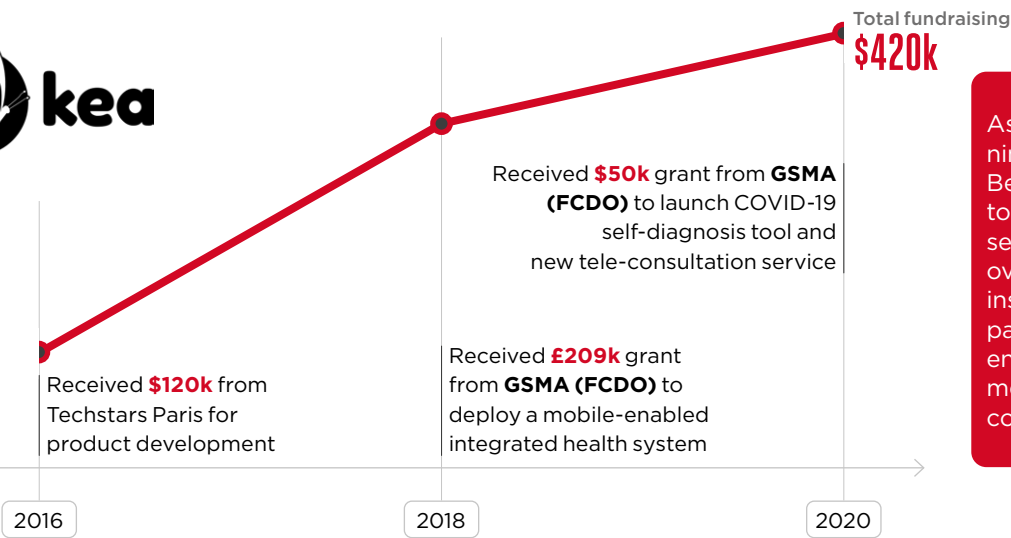 kea
Total fundraising
$420k
Received $50k grant from GSMA
(FCDO) to launch COVID-19
self-diagnosis tool and
new tele-consultation service
Received £209k grant
from GSMA (FCDO) to
deploy a mobile-enabled
integrated health system
Received $120k from
Techstars Paris for
product development
2016
2018
2020